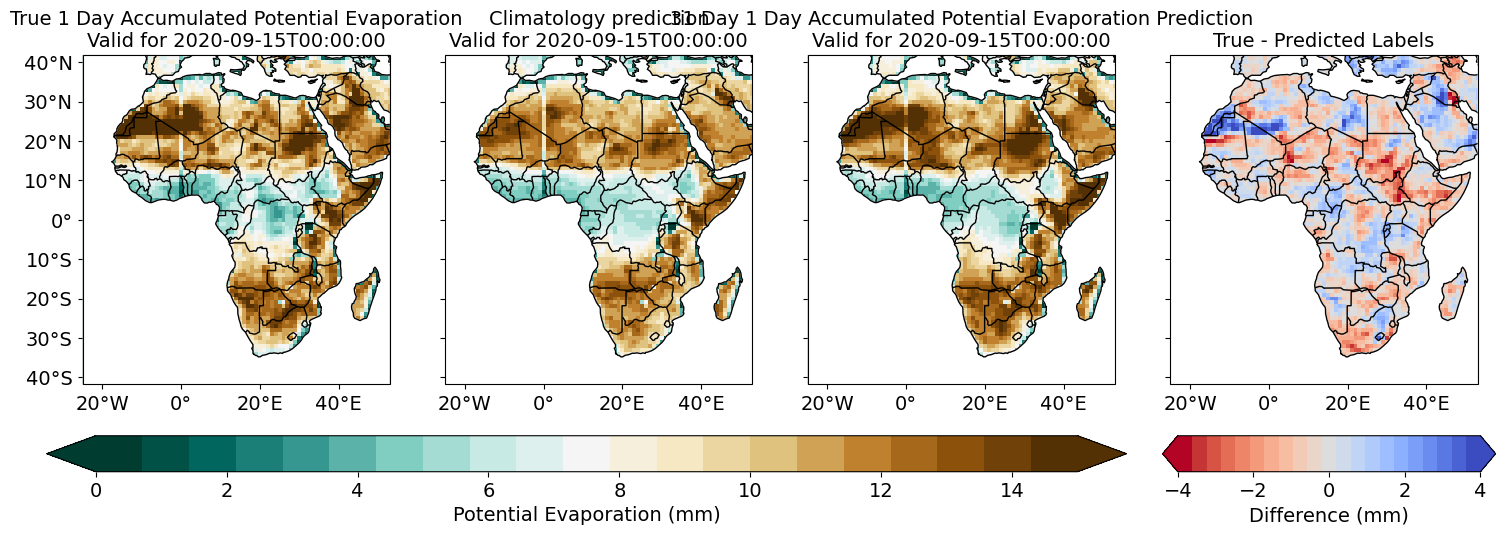 True 1 Day Accumulated Potential Evaporation
Valid for 2020-09-15T00:00:00
Climatology prediction
Valid for 2020-09-15T00:00:00
31 Day 1 Day Accumulated Potential Evaporation Prediction
Valid for 2020-09-15T00:00:00
True - Predicted Labels
40°N
30°N
20°N
10°N
0°
10°S
20°S
30°S
40°S
20°W 0° 20°E 40°E
20°W 0° 20°E 40°E
20°W 0° 20°E 40°E
20°W 0° 20°E 40°E
0 2 4 6 8 10 12 14
Potential Evaporation (mm)
−4 −2 0 2 4
Difference (mm)